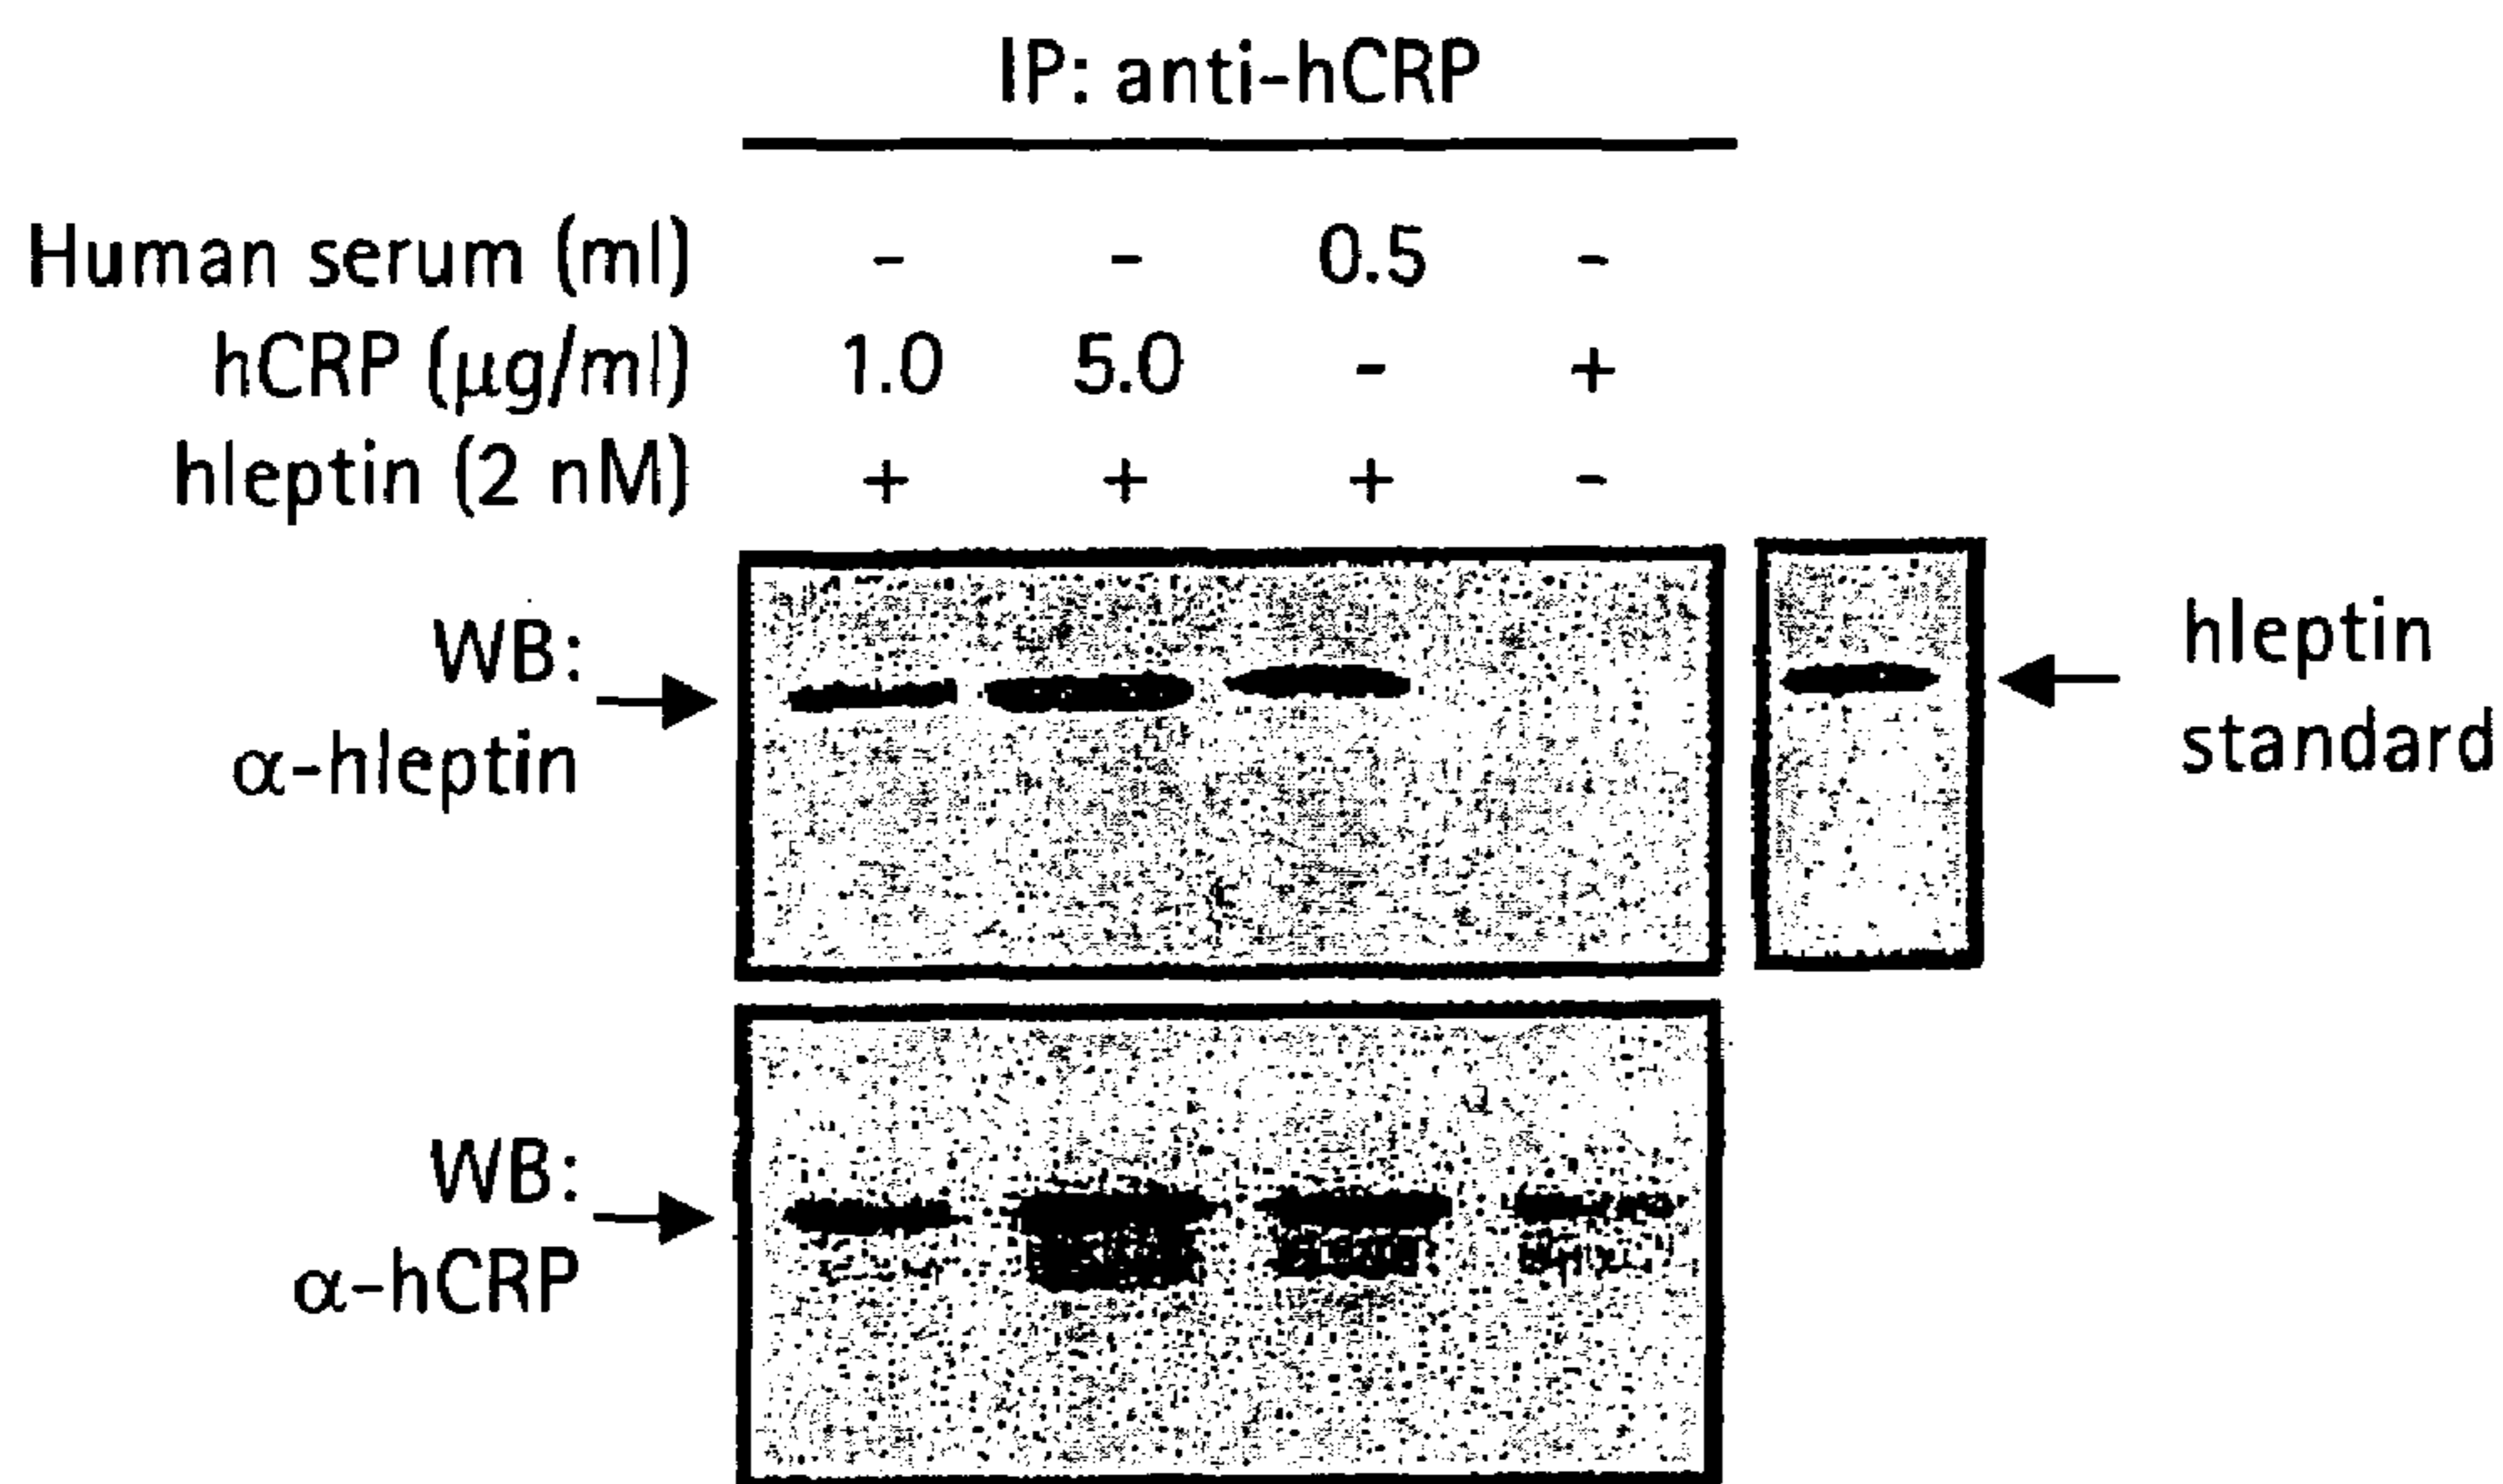 IP: anti-hCRP
Human serum (ml) - - 0.5 -
hCRP (µg/ml) 1.0 5.0 - +
hleptin (2 nM) + + + -
WB:
α-hleptin
hleptin
standard
WB:
α-hCRP